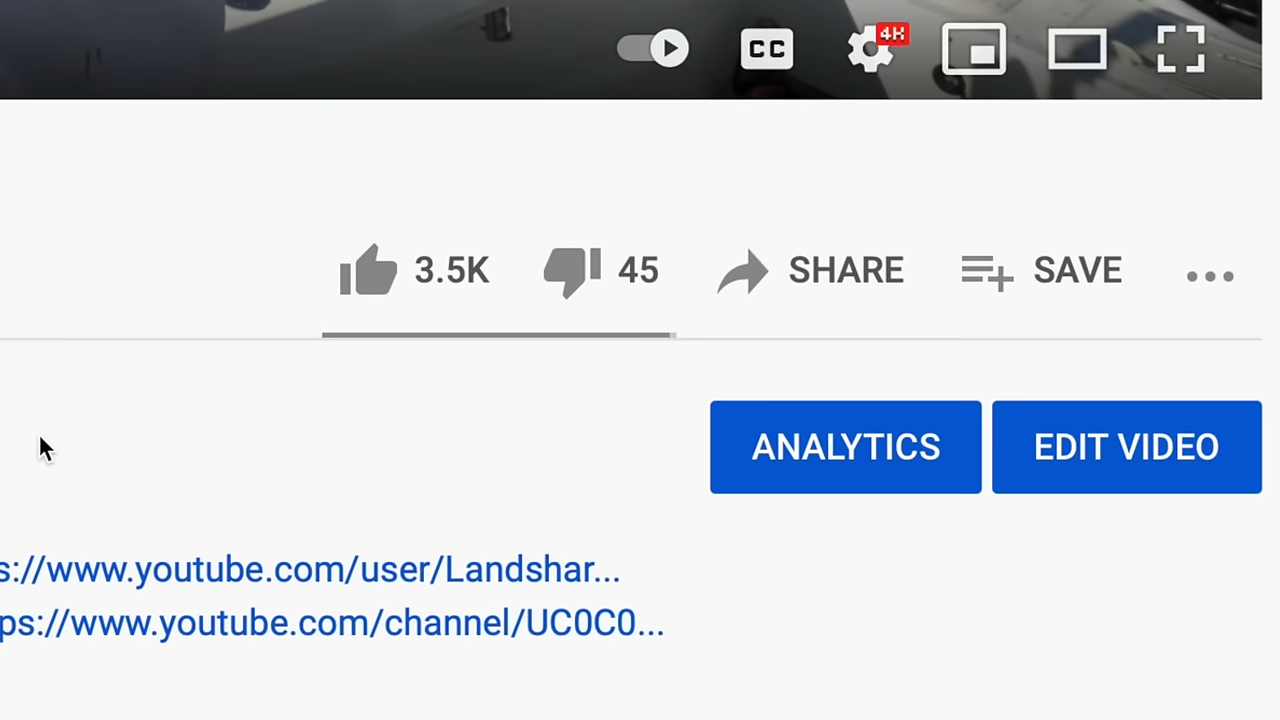 CC 4K
3.5K 45 SHARE SAVE
ANALYTICS EDIT VIDEO
s://www.youtube.com/user/Landshar...
ps://www.youtube.com/channel/UC0C0...